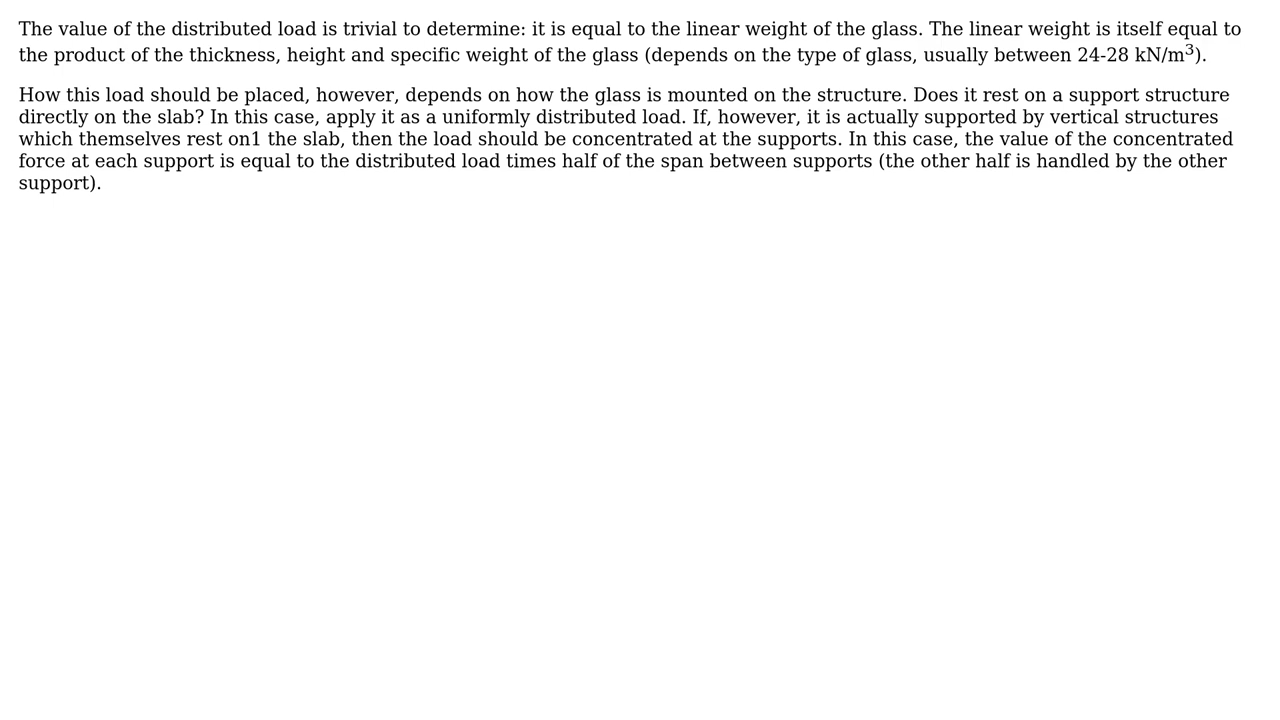 The value of the distributed load is trivial to determine: it is equal to the linear weight of the glass. The linear weight is itself equal to
the product of the thickness, height and specific weight of the glass (depends on the type of glass, usually between 24-28 kN/m³).
How this load should be placed, however, depends on how the glass is mounted on the structure. Does it rest on a support structure
directly on the slab? In this case, apply it as a uniformly distributed load. If, however, it is actually supported by vertical structures
which themselves rest on1 the slab, then the load should be concentrated at the supports. In this case, the value of the concentrated
force at each support is equal to the distributed load times half of the span between supports (the other half is handled by the other
support).